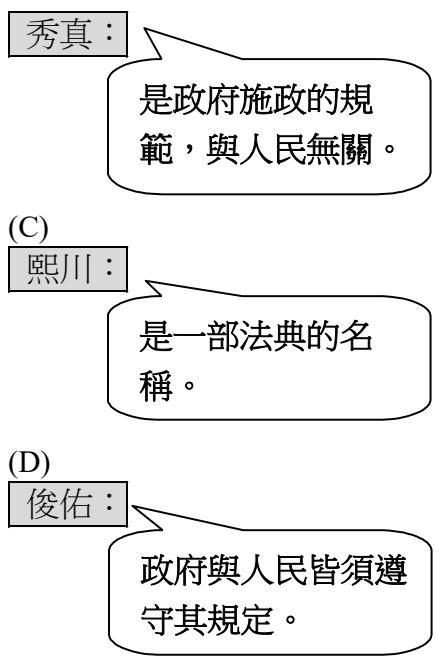 秀真：
是政府施政的規
範，與人民無關。
(C)
熙川：
是一部法典的名
稱。
(D)
俊佑：
政府與人民皆須遵
守其規定。